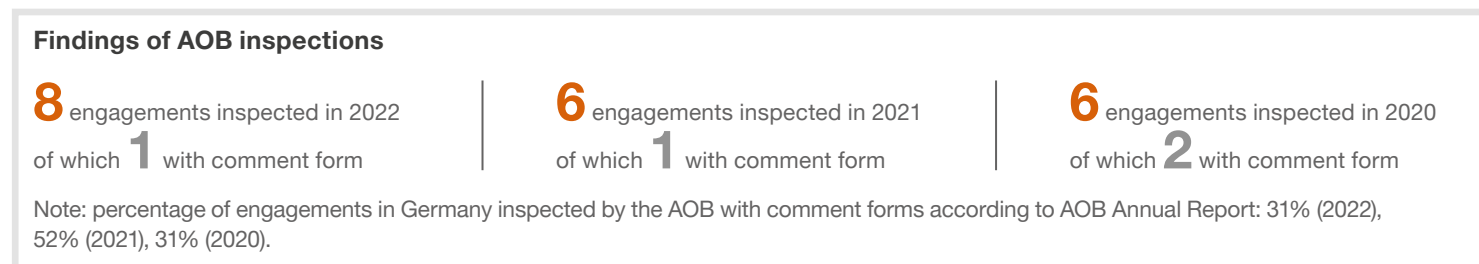 Findings of AOB inspections
8 engagements inspected in 2022
of which 1 with comment form
6 engagements inspected in 2021
of which 1 with comment form
6 engagements inspected in 2020
of which 2 with comment form
Note: percentage of engagements in Germany inspected by the AOB with comment forms according to AOB Annual Report: 31% (2022),
52% (2021), 31% (2020).